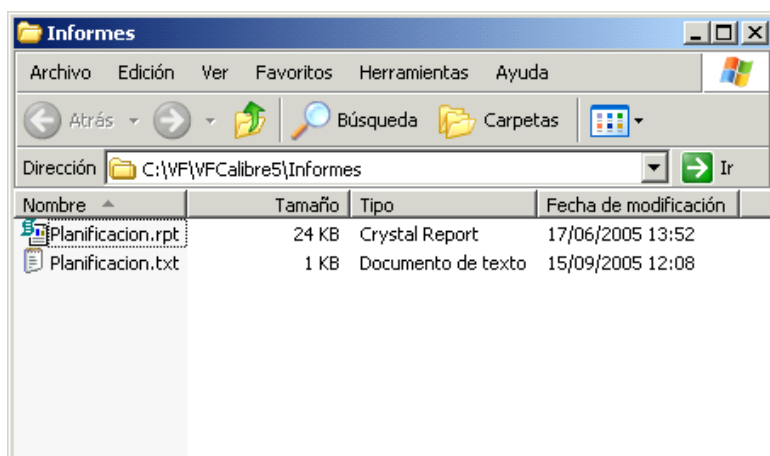 Informes
Archivo Edición Ver Favoritos Herramientas Ayuda
Atrás Búsqueda Carpetas
Dirección C:\VF\VFCalibre5\Informes Ir
Nombre Tamaño Tipo Fecha de modificación
Planificacion.rpt 24 KB Crystal Report 17/06/2005 13:52
Planificacion.txt 1 KB Documento de texto 15/09/2005 12:08